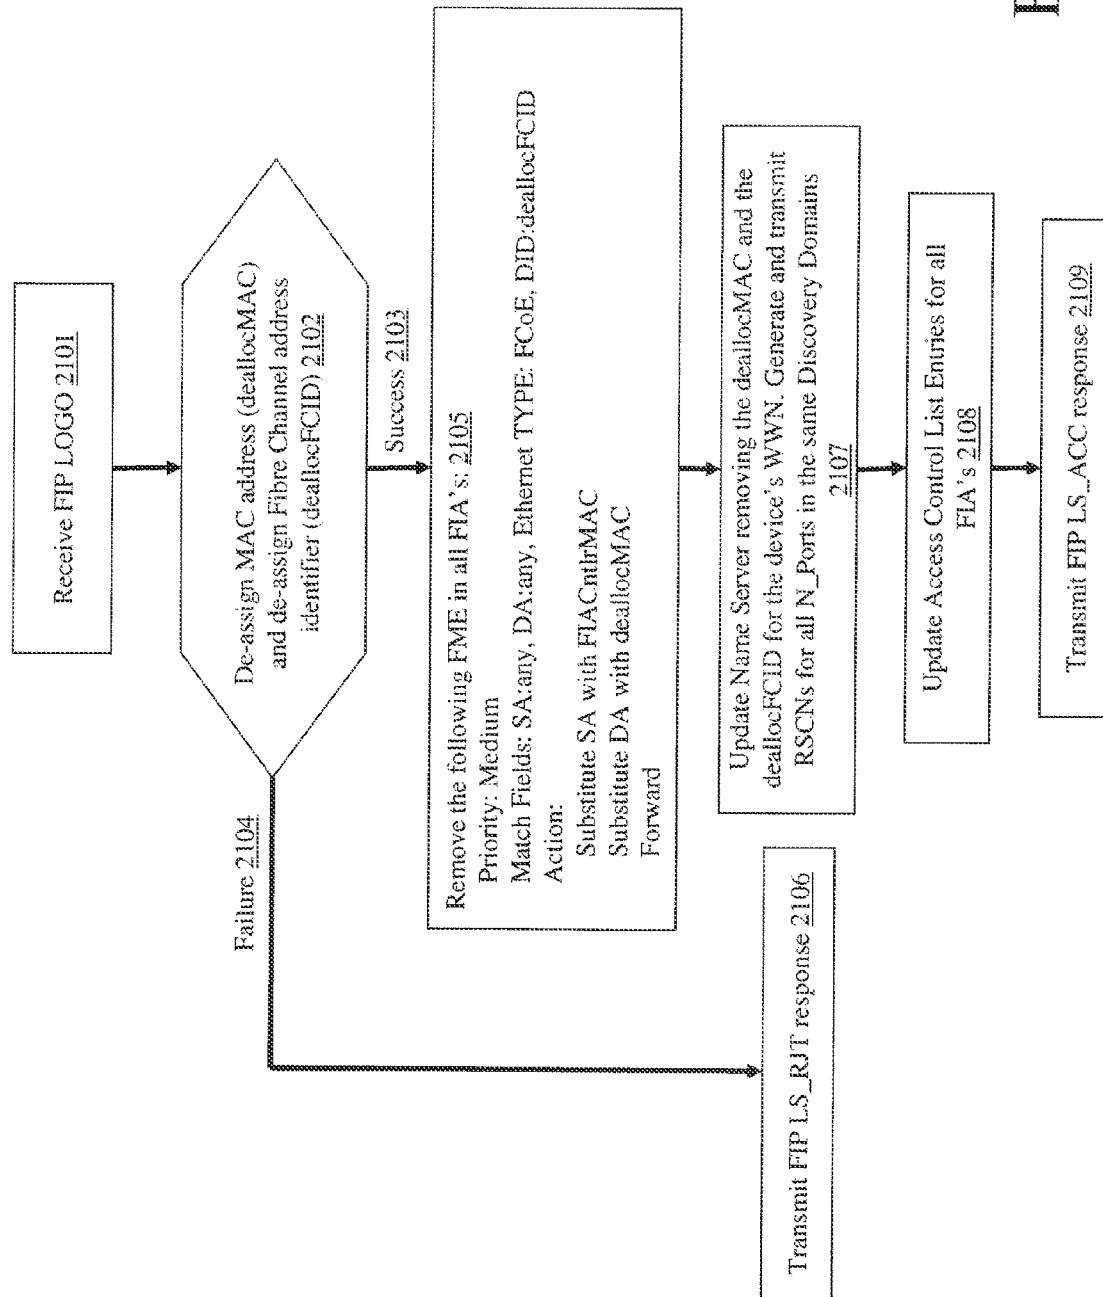 Receive FIP LOGO 2101
De-assign MAC address (deallocMAC)
and de-assign Fibre Channel address
identifier (deallocFCID) 2102
Failure 2104
Success 2103
Remove the following FME in all FIA's: 2105
Priority: Medium
Match Fields: SA:any, DA:any, Ethernet TYPE: FCoE, DID:deallocFCID
Action:
Substitute SA with FIACntlrMAC
Substitute DA with deallocMAC
Forward
Transmit FIP LS_RJT response 2106
Update Name Server removing the deallocMAC and the
deallocFCID for the device's WWN. Generate and transmit
RSCNs for all N_Ports in the same Discovery Domains
2107
Update Access Control List Entries for all
FIA's 2108
Transmit FIP LS_ACC response 2109